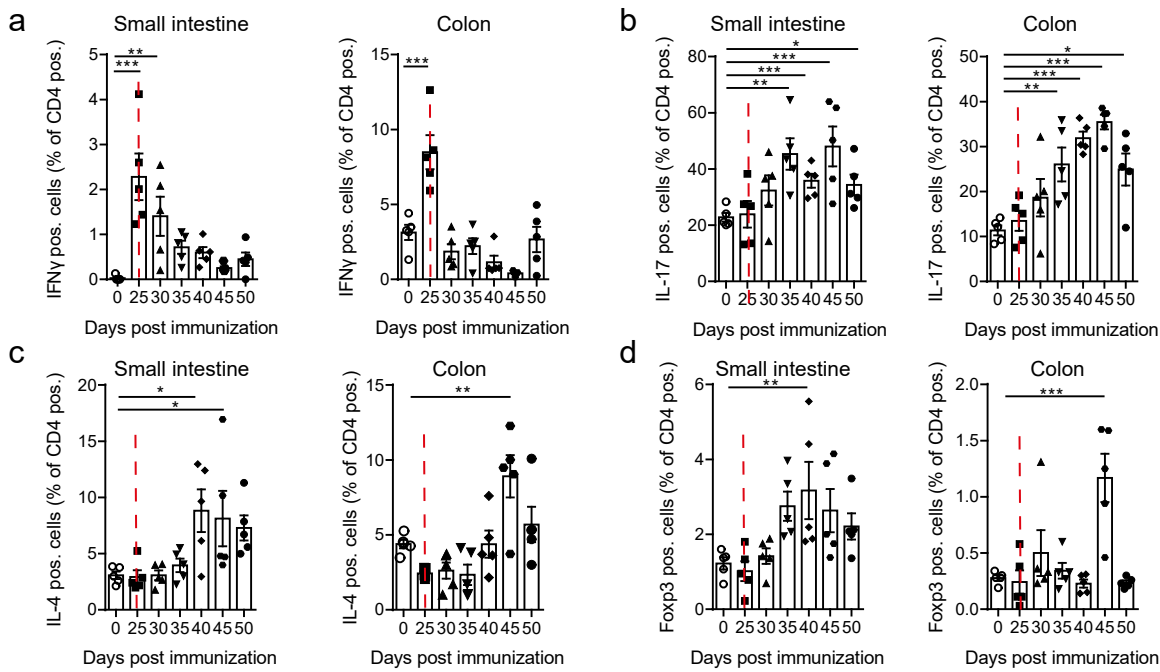 a
Small intestine
IFNγ pos. cells (% of CD4 pos.)
5
4
3
2
1
0
**
***
0 25 30 35 40 45 50
Days post immunization
Colon
IFNγ pos. cells (% of CD4 pos.)
15
10
5
0
***
0 25 30 35 40 45 50
Days post immunization
b
Small intestine
IL-17 pos. cells (% of CD4 pos.)
80
60
40
20
0
*
***
***
**
0 25 30 35 40 45 50
Days post immunization
Colon
IL-17 pos. cells (% of CD4 pos.)
50
40
30
20
10
0
*
***
***
**
0 25 30 35 40 45 50
Days post immunization
c
Small intestine
IL-4 pos. cells (% of CD4 pos.)
20
15
10
5
0
*
*
0 25 30 35 40 45 50
Days post immunization
Colon
IL-4 pos. cells (% of CD4 pos.)
15
10
5
0
**
0 25 30 35 40 45 50
Days post immunization
d
Small intestine
Foxp3 pos. cells (% of CD4 pos.)
6
4
2
0
**
0 25 30 35 40 45 50
Days post immunization
Colon
Foxp3 pos. cells (% of CD4 pos.)
2.0
1.5
1.0
0.5
0.0
***
0 25 30 35 40 45 50
Days post immunization